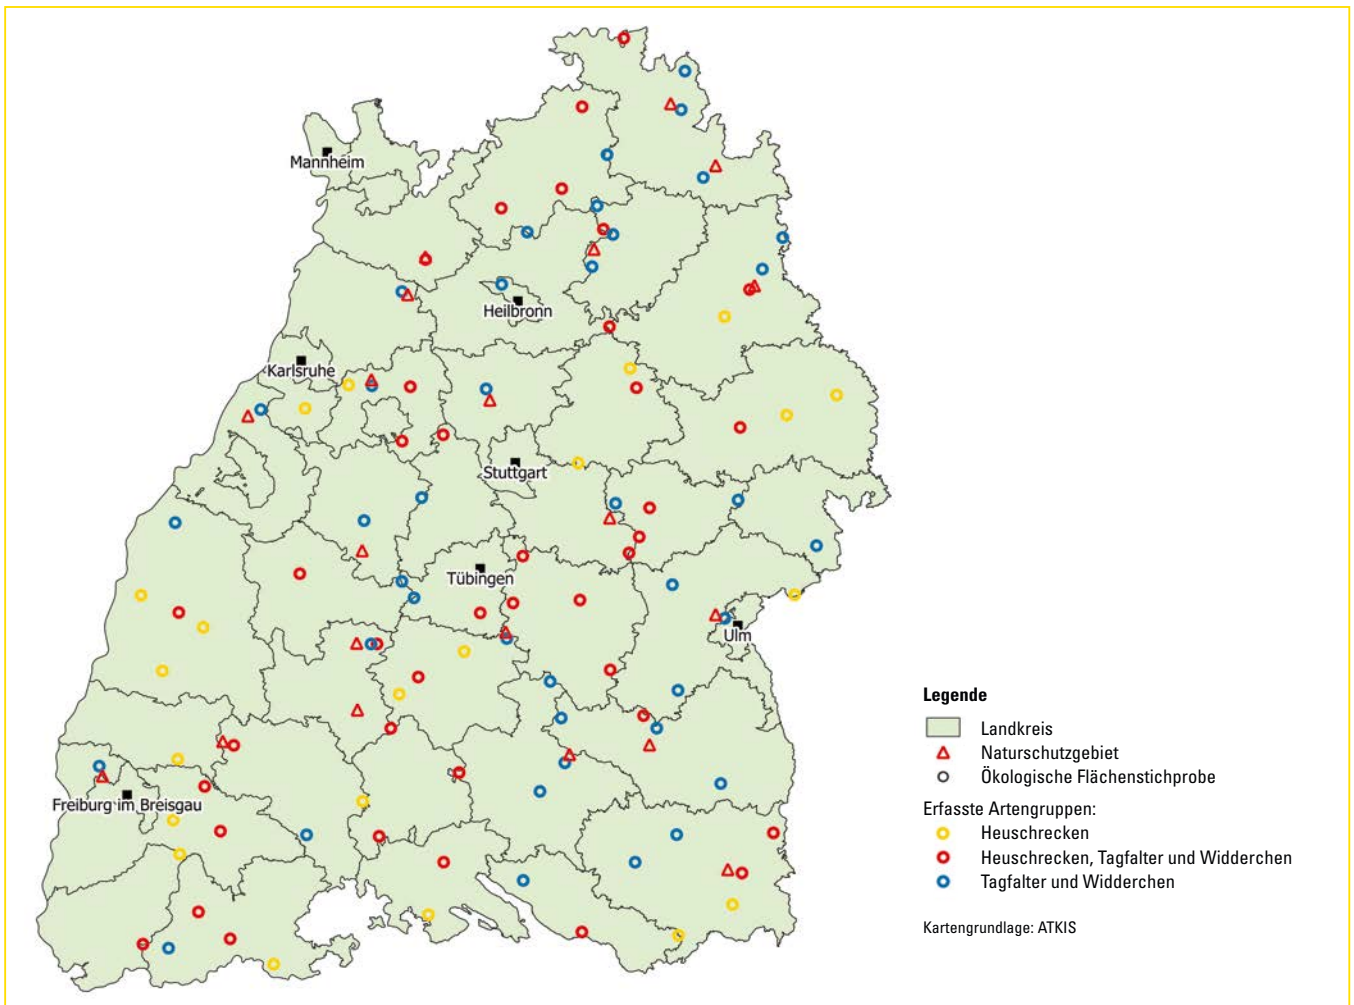 Mannheim
Heilbronn
Karlsruhe
Stuttgart
Tübingen
Ulm
Freiburg im Breisgau
Legende
Landkreis
Naturschutzgebiet
Ökologische Flächenstichprobe
Erfasste Artengruppen:
Heuschrecken
Heuschrecken, Tagfalter und Widderchen
Tagfalter und Widderchen
Kartengrundlage: ATKIS